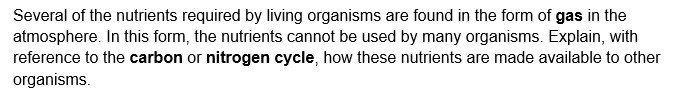 Several of the nutrients required by living organisms are found in the form of gas in the
atmosphere. In this form, the nutrients cannot be used by many organisms. Explain, with
reference to the carbon or nitrogen cycle, how these nutrients are made available to other
organisms.